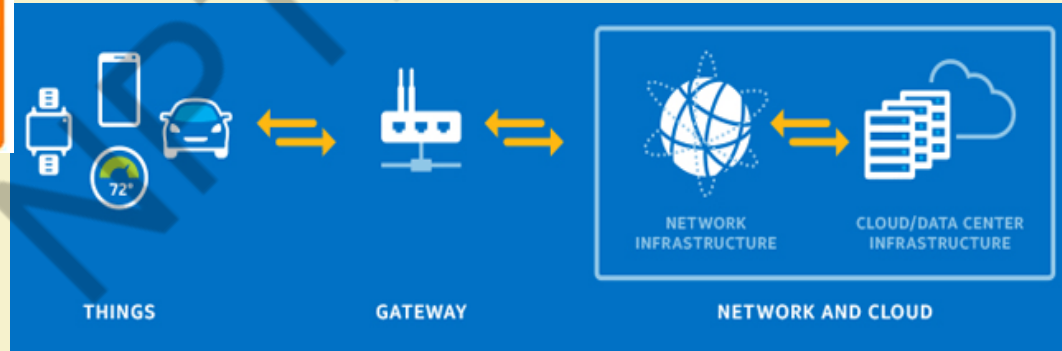 72°
NETWORK
INFRASTRUCTURE
CLOUD/DATA CENTER
INFRASTRUCTURE
THINGS
GATEWAY
NETWORK AND CLOUD